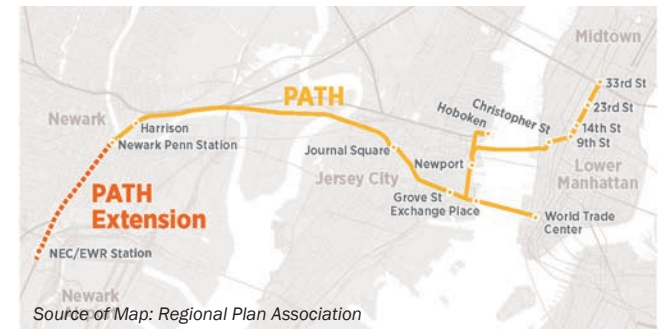 Midtown
33rd St
PATH
Christopher St
23rd St
Hoboken
Newark
14th St
Harrison
9th St
Newark Penn Station
Journal Square
Newport
Lower
Manhattan
Jersey City
PATH
Extension
Grove St
Exchange Place
World Trade
Center
NEC/EWR Station
Newark
Source of Map: Regional Plan Association